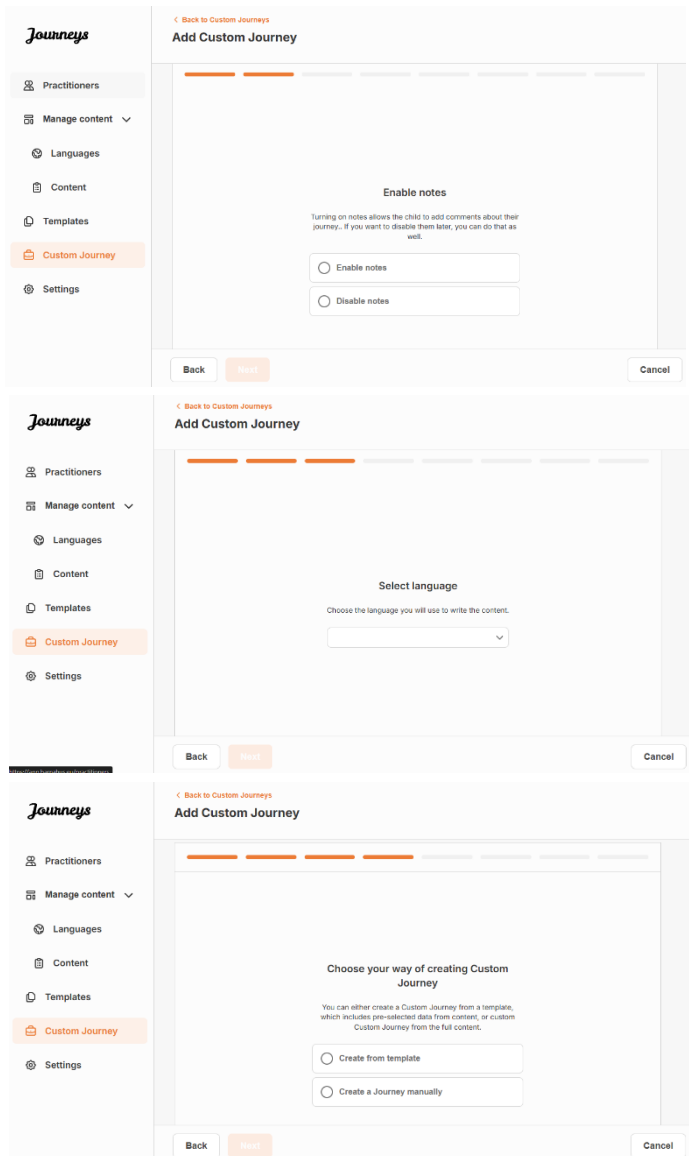 Journeys
Practitioners
Manage content
Languages
Content
Templates
Custom Journey
Settings
Back to Custom Journeys
Add Custom Journey
Enable notes
Turning on notes allows the child to add comments about their
journey.. If you want to disable them later, you can do that as
well.
Enable notes
Disable notes
Back
Next
Cancel
Journeys
Practitioners
Manage content
Languages
Content
Templates
Custom Journey
Settings
Back to Custom Journeys
Add Custom Journey
Select language
Choose the language you will use to write the content.
Back
Next
Cancel
Journeys
Practitioners
Manage content
Languages
Content
Templates
Custom Journey
Settings
Back to Custom Journeys
Add Custom Journey
Choose your way of creating Custom
Journey
You can either create a Custom Journey from a template,
which includes pre-selected data from content, or custom
Custom Journey from the full content.
Create from template
Create a Journey manually
Back
Next
Cancel